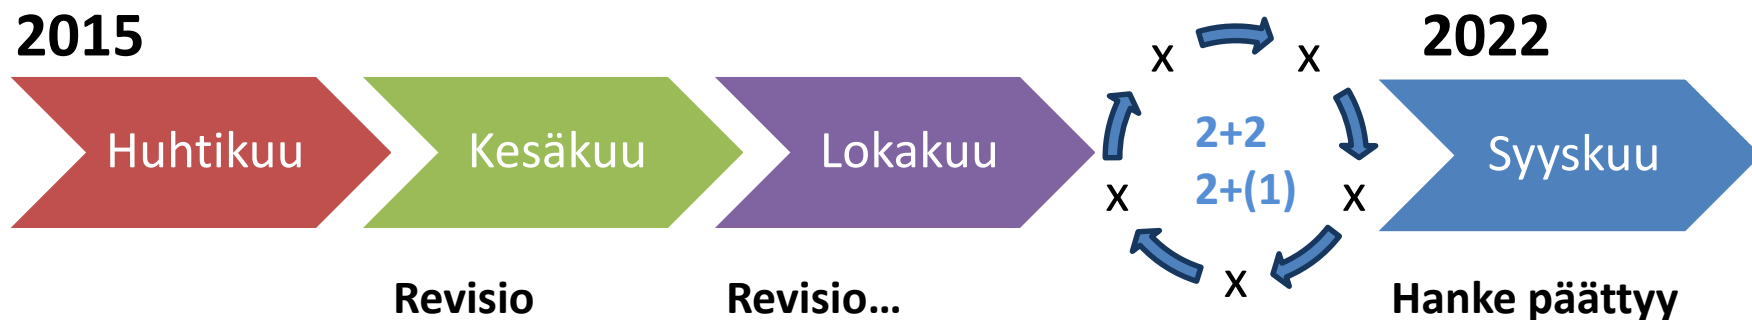 2015
2022
Huhtikuu
Kesäkuu
Lokakuu
x
x
x
x
x
2+2
2+(1)
Syyskuu
Revisio
Revisio...
Hanke päättyy